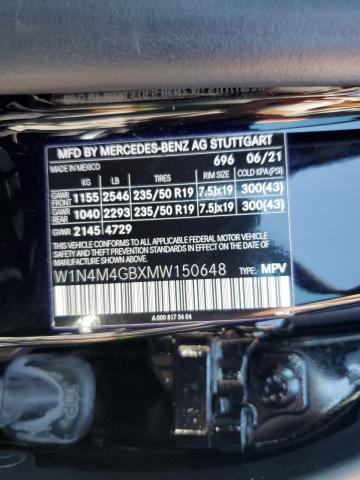 MFD BY MERCEDES-BENZ AG STUTTGART
MADE IN MEXICO 696 06/21
KG LB TIRES RIM SIZE COLD KPA(PSI)
GAWR FRONT 1155 2546 235/50 R19 7.5Jx19 300(43)
GAWR REAR 1040 2293 235/50 R19 7.5Jx19 300(43)
GVWR 2145 4729
THIS VEHICLE CONFORMS TO ALL APPLICABLE FEDERAL MOTOR VEHICLE
SAFETY, BUMPER, AND THEFT PREVENTION STANDARDS IN EFFECT
ON THE DATE OF MANUFACTURE SHOWN ABOVE.
W1N4M4GBXMW150648 TYPE: MPV
A 000 817 54 04
TOP